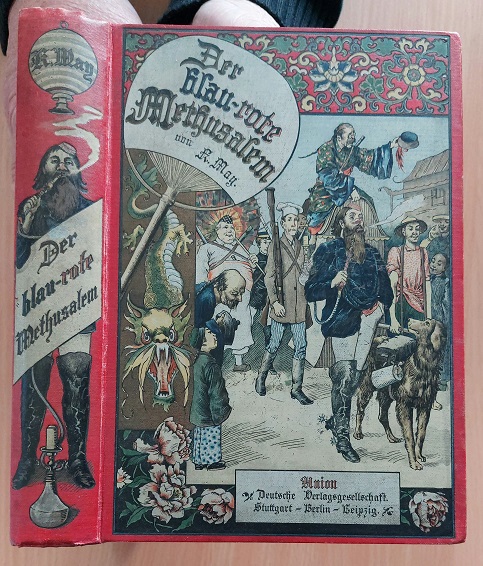 K. May
Der
blau-rote
Methusalem
Der
blau-rote
Methusalem
von K. May.
Union
Deutsche Verlagsgesellschaft.
Stuttgart – Berlin – Leipzig.